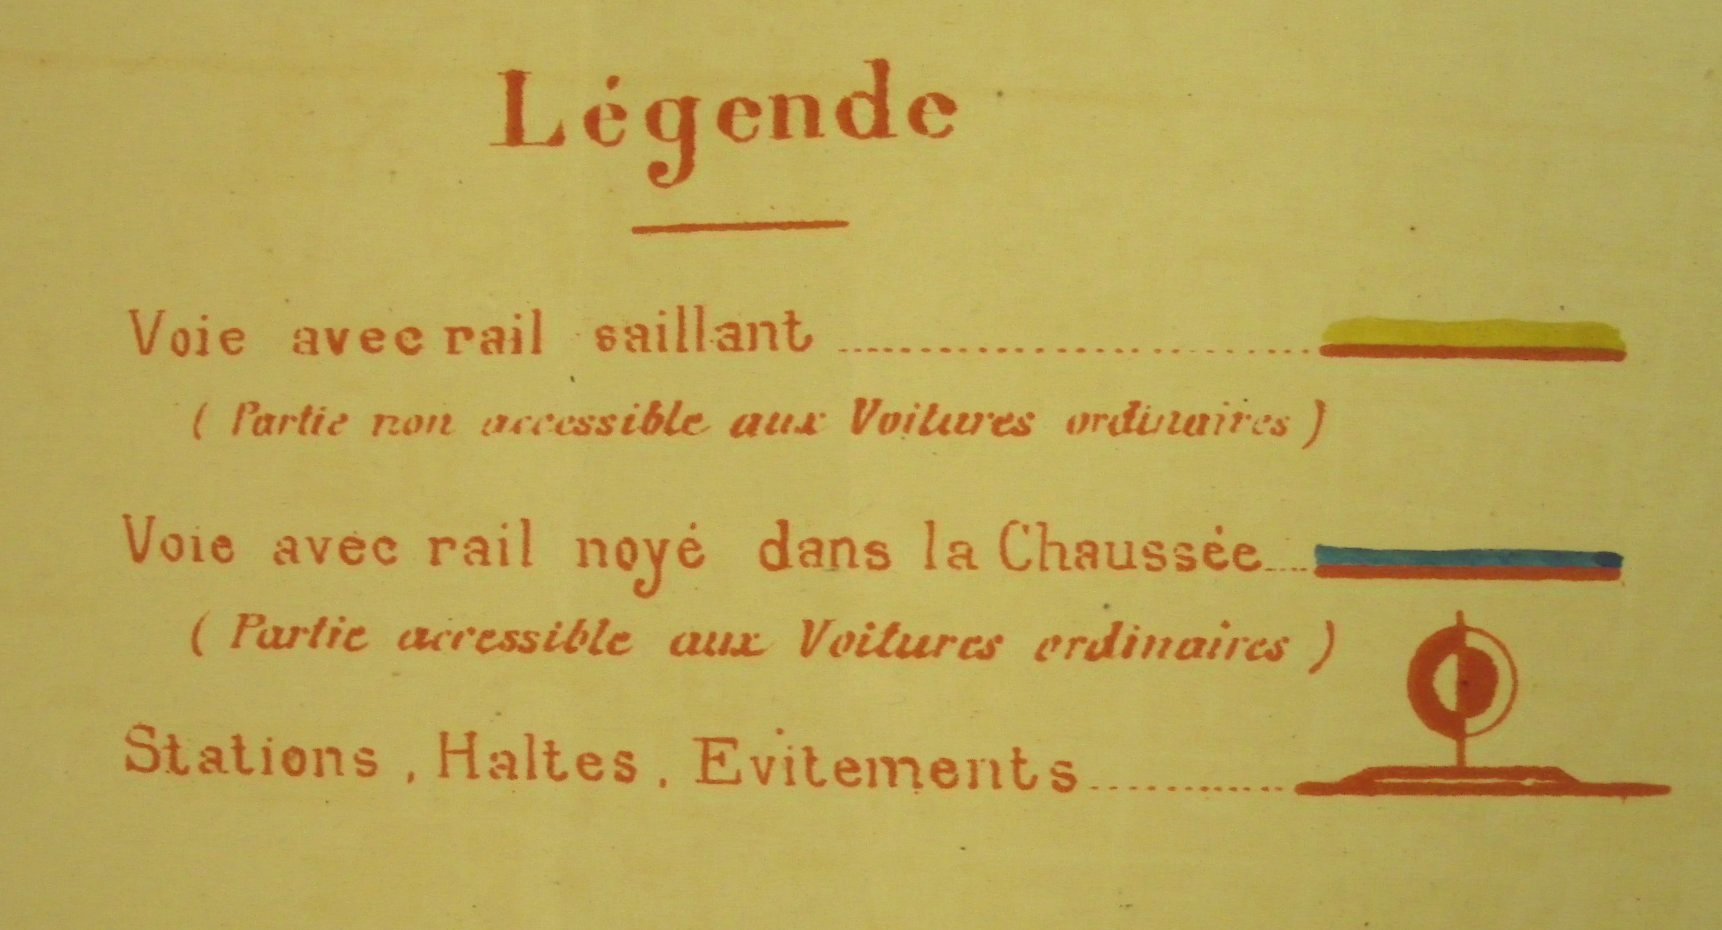 Légende
Voie avec rail saillant
( Partie non accessible aux Voitures ordinaires )
Voie avec rail noyé dans la Chaussée
( Partie accessible aux Voitures ordinaires )
Stations, Haltes, Evitements